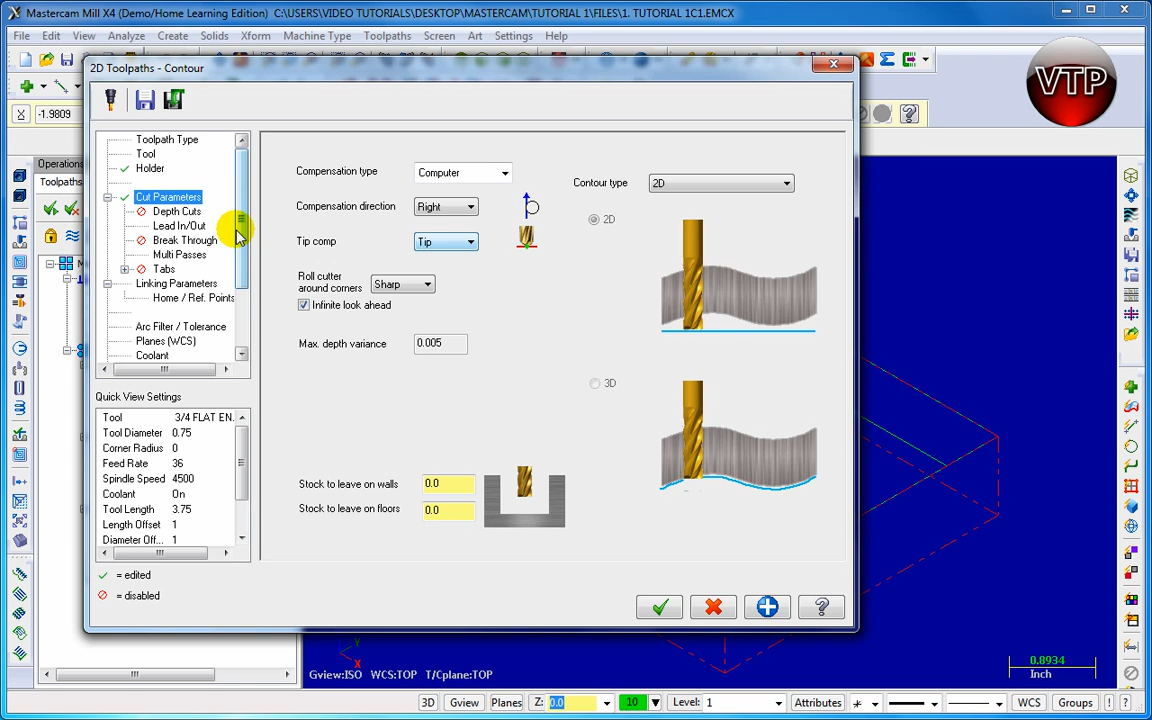 Mastercam Mill X4 (Demo/Home Learning Edition) C:\USERS\VIDEO TUTORIALS\DESKTOP\MASTERCAM\TUTORIAL 1\FILES\1. TUTORIAL 1C1.EMCX
File Edit View Analyze Create Solids Xform Machine Type Toolpaths Screen Art Settings Help
2D Toolpaths - Contour
VTP
X -1.9809
Operations
Toolpaths
Toolpath Type
Tool
Holder
Cut Parameters
Depth Cuts
Lead In/Out
Break Through
Multi Passes
Tabs
Linking Parameters
Home / Ref. Points
Arc Filter / Tolerance
Planes (WCS)
Coolant
Compensation type Computer
Contour type 2D
Compensation direction Right
2D
Tip comp Tip
Roll cutter
around corners Sharp
Infinite look ahead
Max. depth variance 0.005
3D
Stock to leave on walls 0.0
Stock to leave on floors 0.0
Quick View Settings
Tool 3/4 FLAT EN.
Tool Diameter 0.75
Corner Radius 0
Feed Rate 36
Spindle Speed 4500
Coolant On
Tool Length 3.75
Length Offset 1
Diameter Off... 1
= edited
= disabled
Y
X
Gview:ISO WCS:TOP T/Cplane:TOP
0.8934
Inch
3D Gview Planes Z: 0.0 10 Level: 1 Attributes WCS Groups ! ?